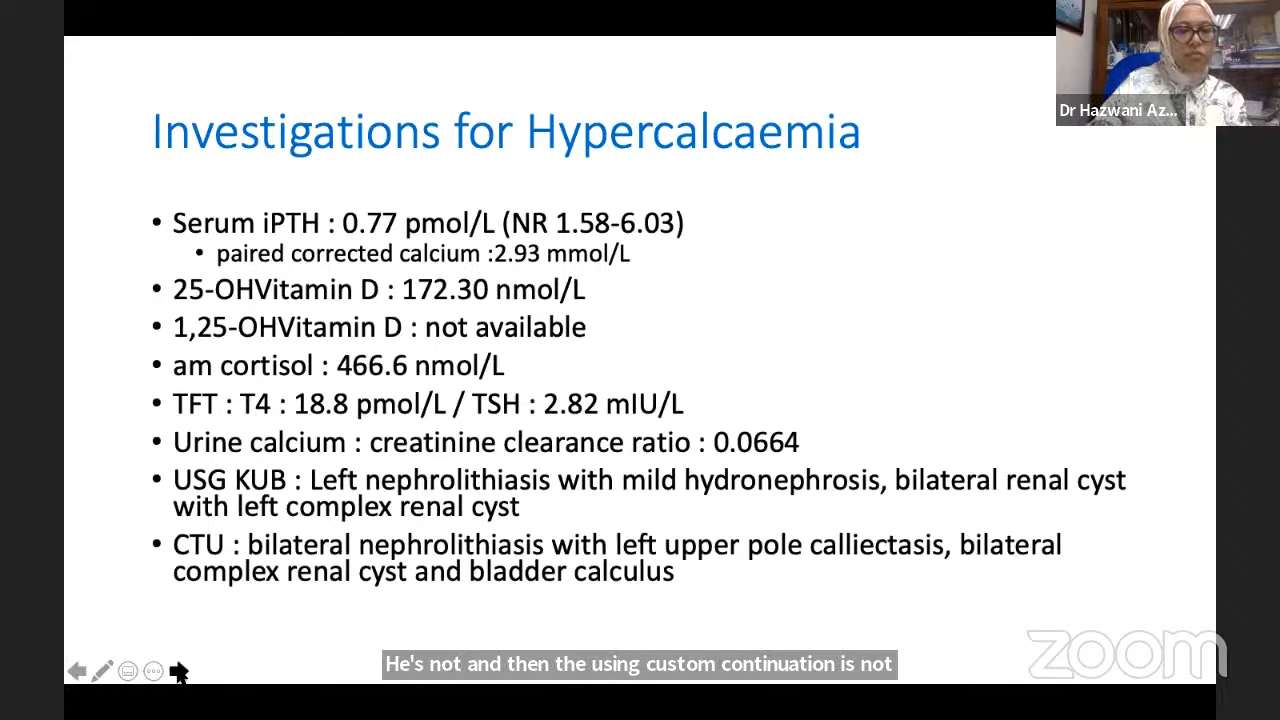 Dr Hazwani Az...
Investigations for Hypercalcaemia
• Serum iPTH : 0.77 pmol/L (NR 1.58-6.03)
• paired corrected calcium :2.93 mmol/L
• 25-OHVitamin D : 172.30 nmol/L
• 1,25-OHVitamin D : not available
• am cortisol : 466.6 nmol/L
• TFT : T4 : 18.8 pmol/L / TSH : 2.82 mIU/L
• Urine calcium : creatinine clearance ratio : 0.0664
• USG KUB : Left nephrolithiasis with mild hydronephrosis, bilateral renal cyst
with left complex renal cyst
• CTU : bilateral nephrolithiasis with left upper pole calliectasis, bilateral
complex renal cyst and bladder calculus
zoom
He's not and then the using custom continuation is not